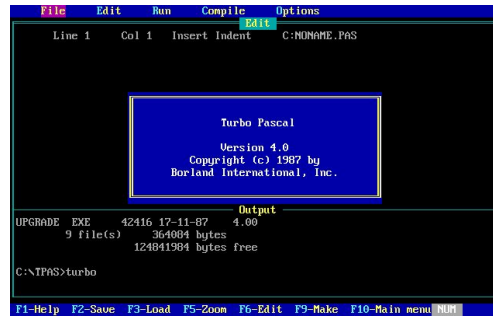 File Edit Run Compile Options
Edit
Line 1 Col 1 Insert Indent C:NONAME.PAS
Turbo Pascal
Version 4.0
Copyright (c) 1987 by
Borland International, Inc.
Output
UPGRADE EXE 42416 17-11-87 4.00
9 file(s) 364084 bytes
124841984 bytes free
C:\TPAS>turbo
F1-Help F2-Save F3-Load F5-Zoom F6-Edit F9-Make F10-Main menu NUM